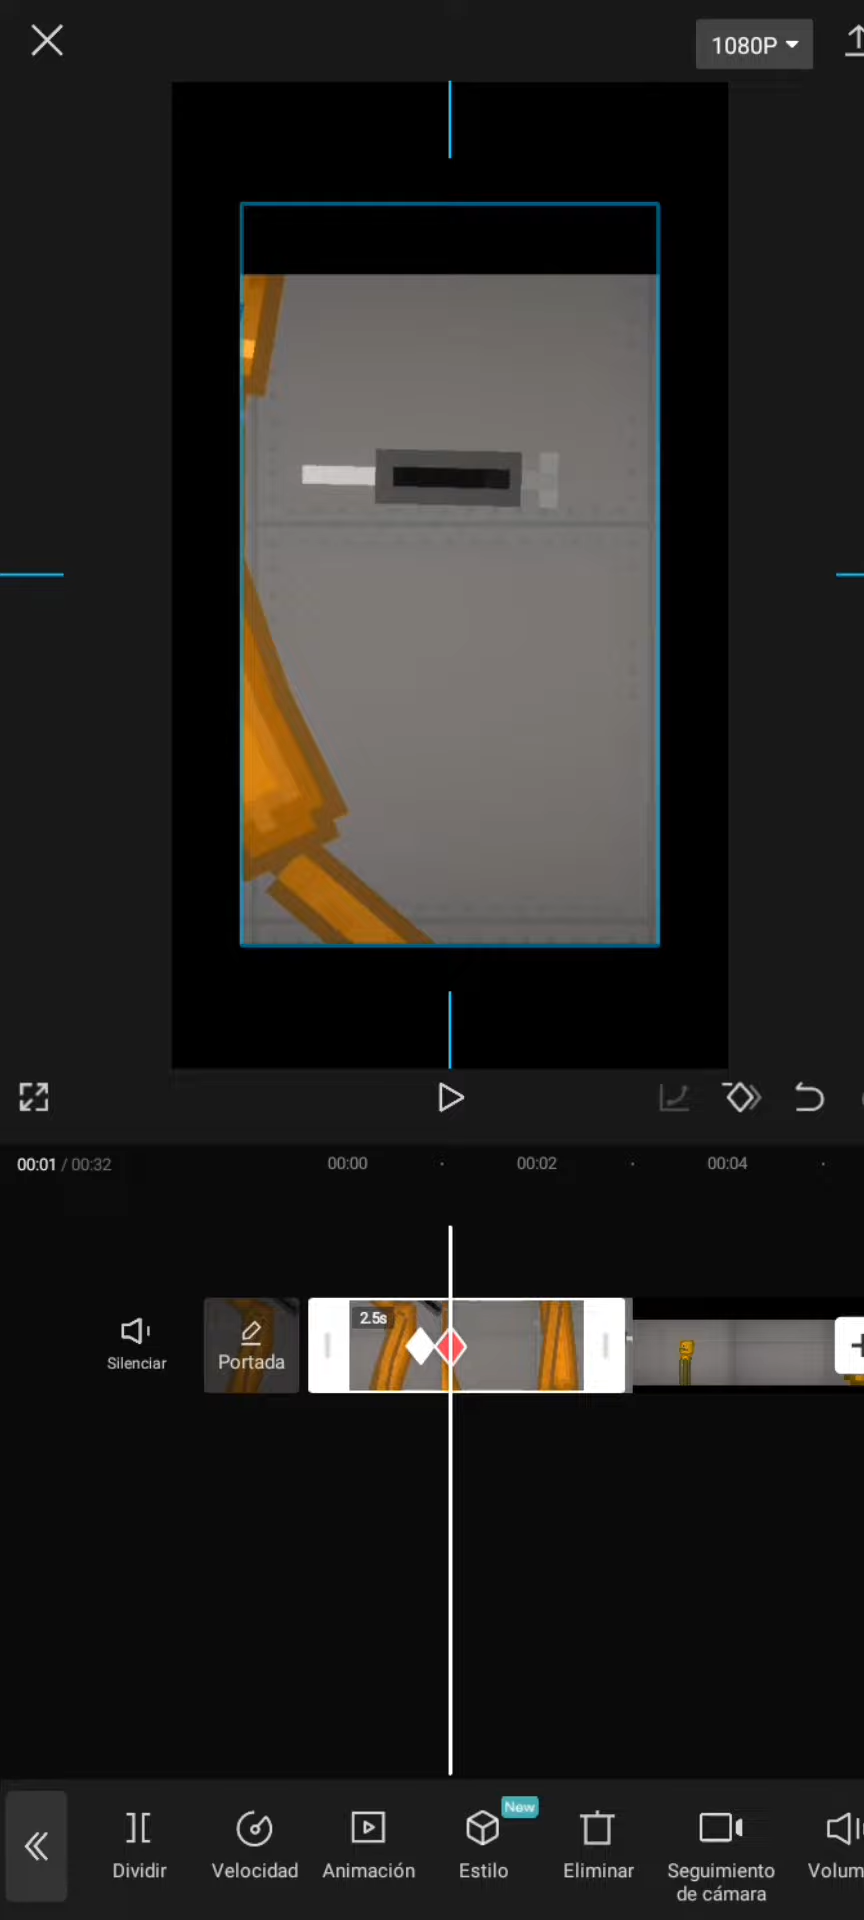 1080P
00:01 / 00:32
00:00
00:02
00:04
Silenciar
Portada
2.5s
New
Dividir
Velocidad
Animación
Estilo
Eliminar
Seguimiento
de cámara
Volum